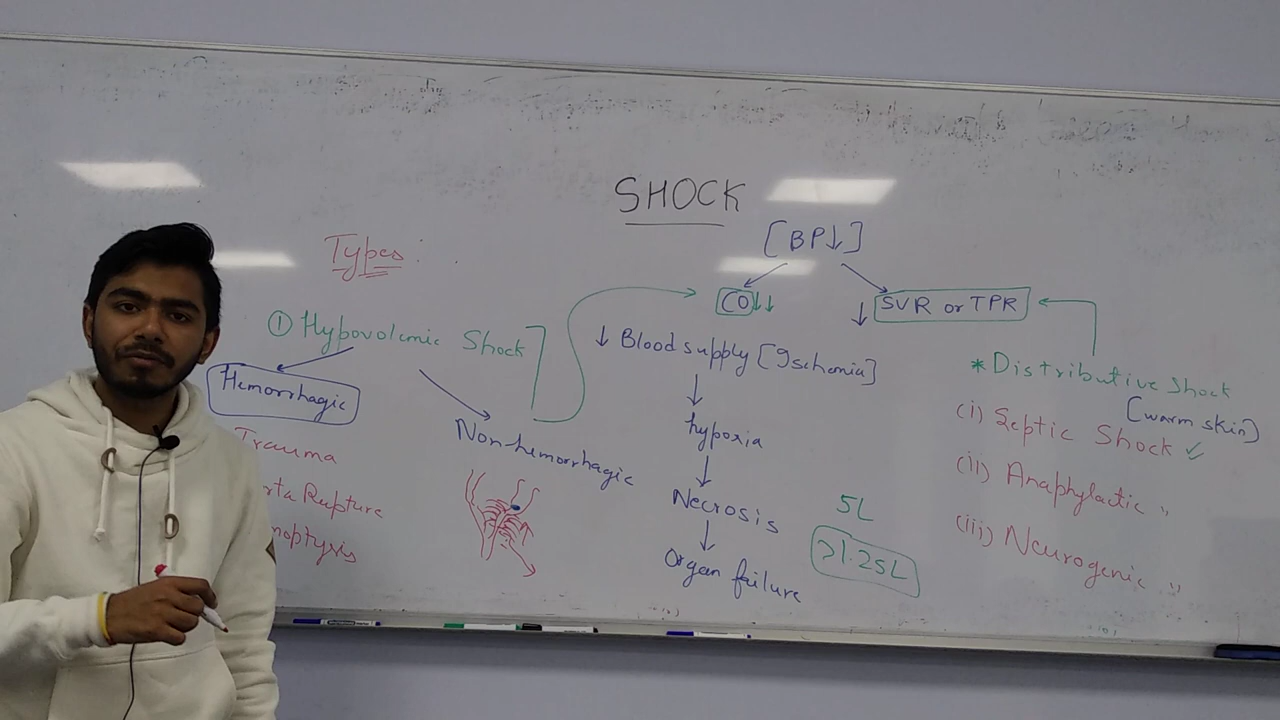 SHOCK
[BP↓]
Types:
CO↓↓
↓ SVR or TPR
① Hypovolemic Shock
↓ Blood supply [Ischemia]
* Distributive Shock
[warm skin]
Hemorrhagic
Non-hemorrhagic
hypoxia
(i) Septic Shock ✓
Trauma
(ii) Anaphylactic "
Rupture
Necrosis
5L
(iii) Neurogenic "
>1.25L
Organ failure